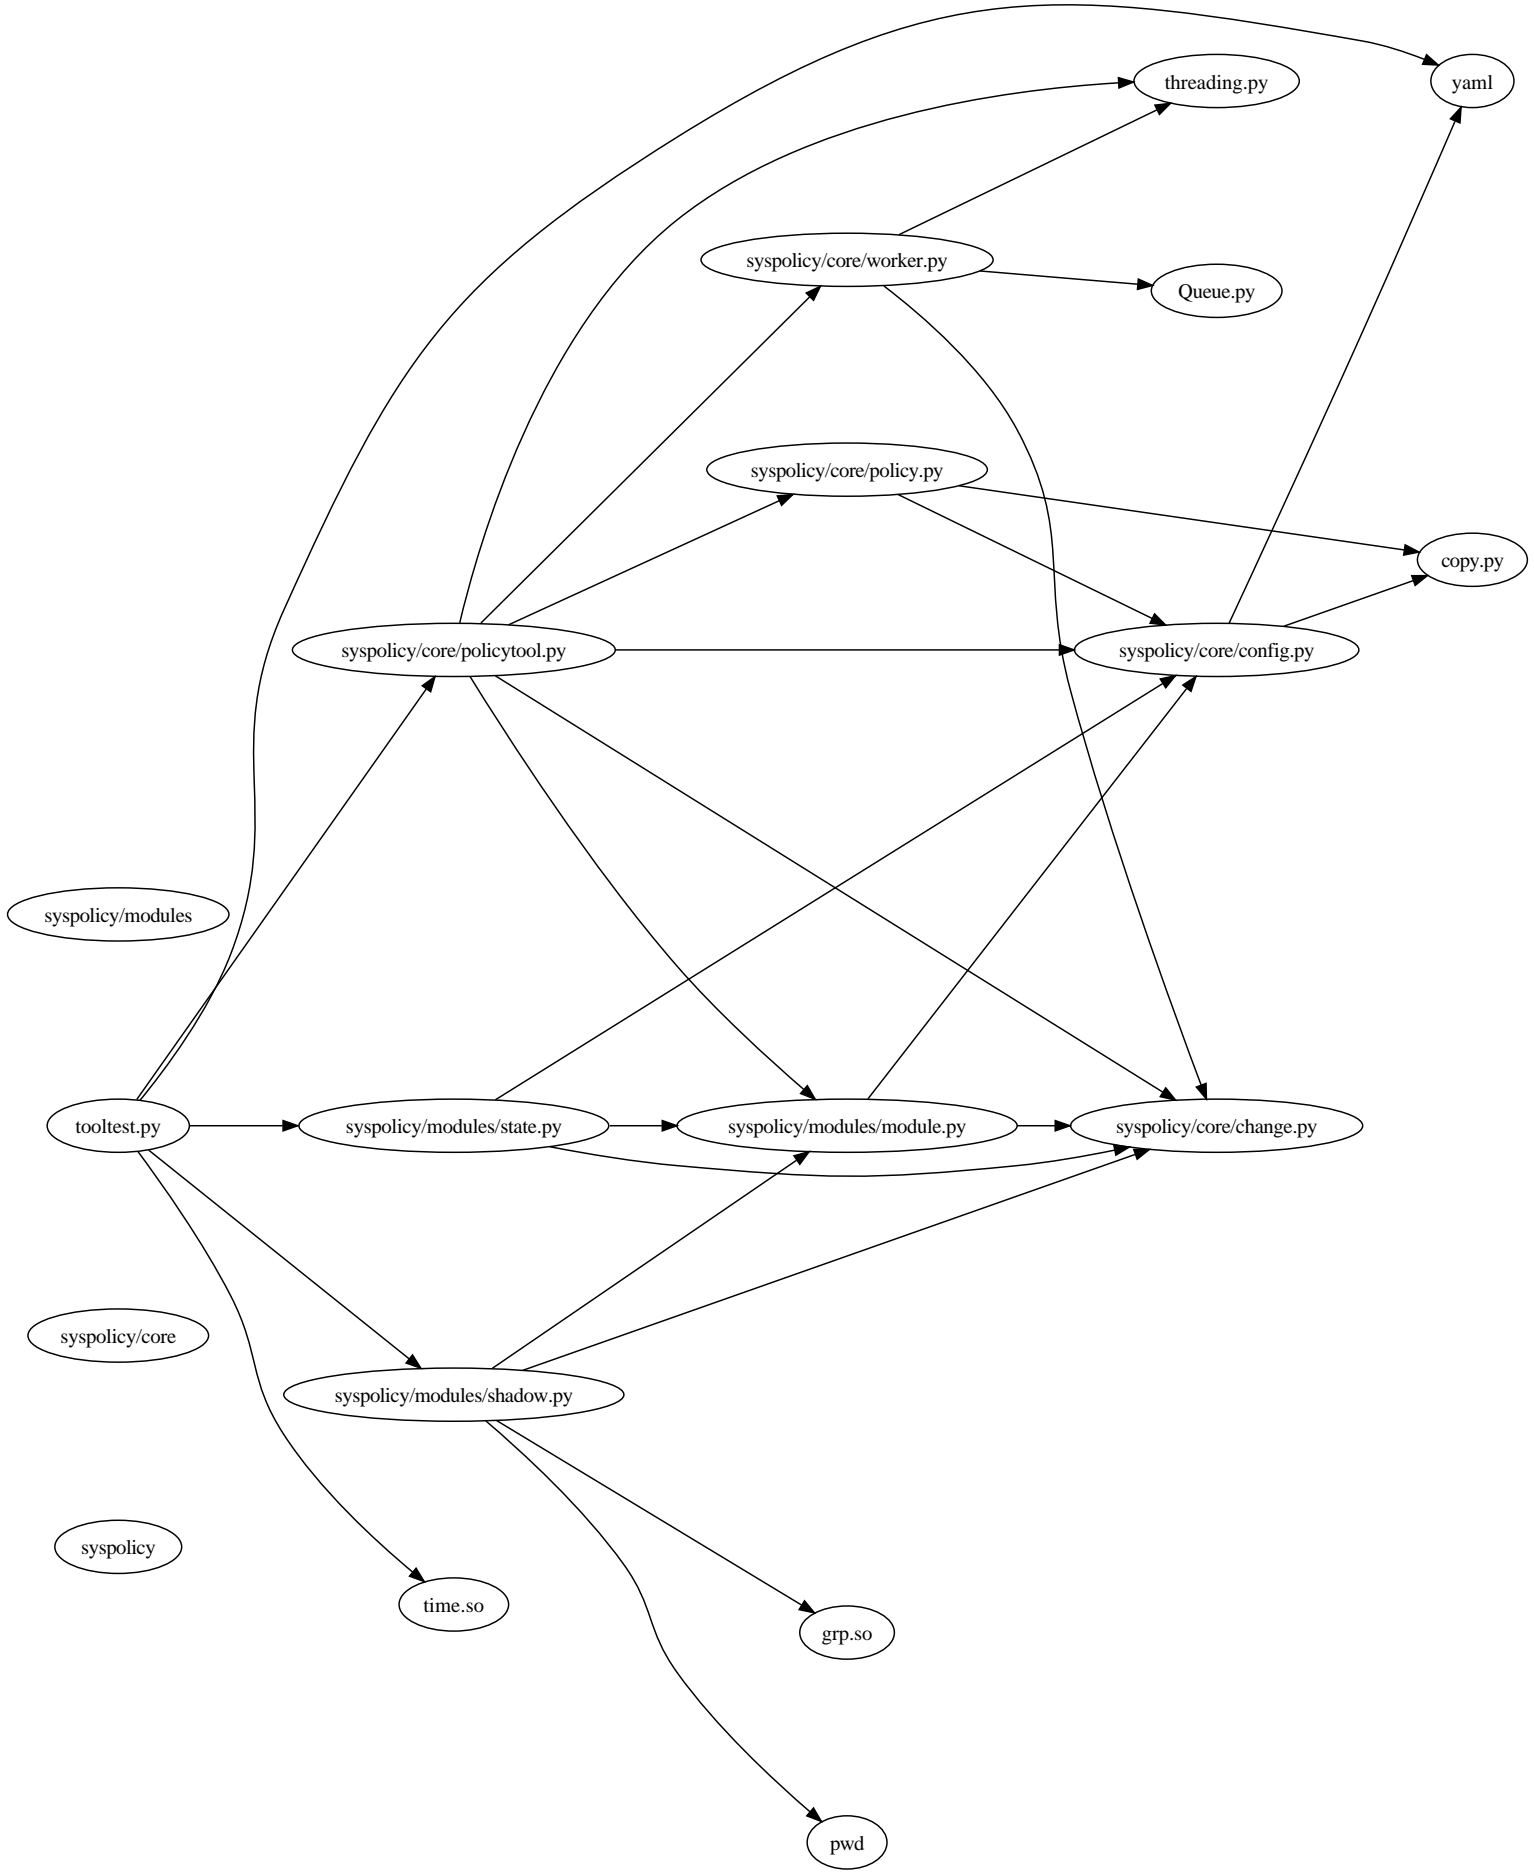 threading.py
yaml
syspolicy/core/worker.py
Queue.py
syspolicy/core/policy.py
copy.py
syspolicy/core/policytool.py
syspolicy/core/config.py
syspolicy/modules
tooltest.py
syspolicy/modules/state.py
syspolicy/modules/module.py
syspolicy/core/change.py
syspolicy/core
syspolicy/modules/shadow.py
syspolicy
time.so
grp.so
pwd